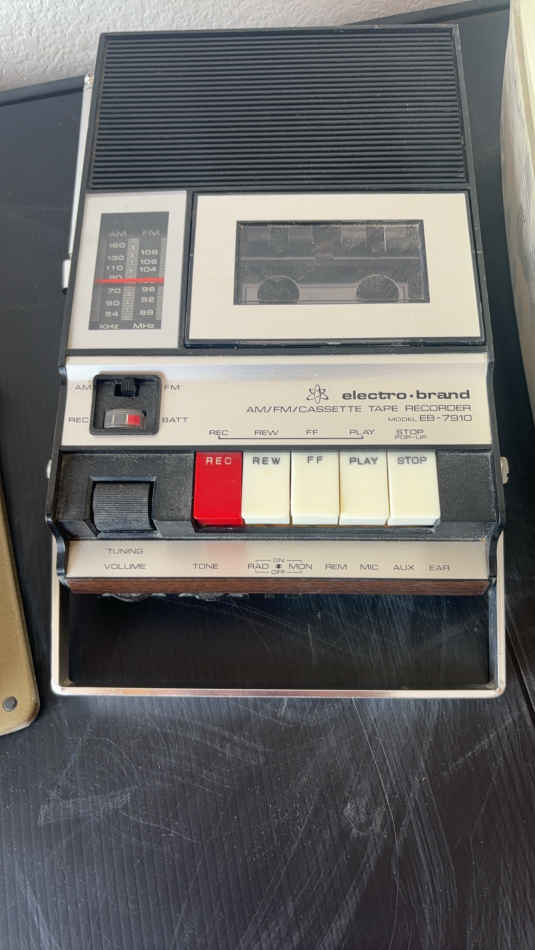 AM FM
160 108
130 106
110 104
90
70 96
60 92
54 88
KHz MHz
AM FM
REC BATT
electro•brand
AM/FM/CASSETTE TAPE RECORDER
MODEL EB-7910
REC REW FF PLAY STOP
POP-UP
REC REW FF PLAY STOP
TUNING
VOLUME TONE RAD ON OFF MON REM MIC AUX EAR